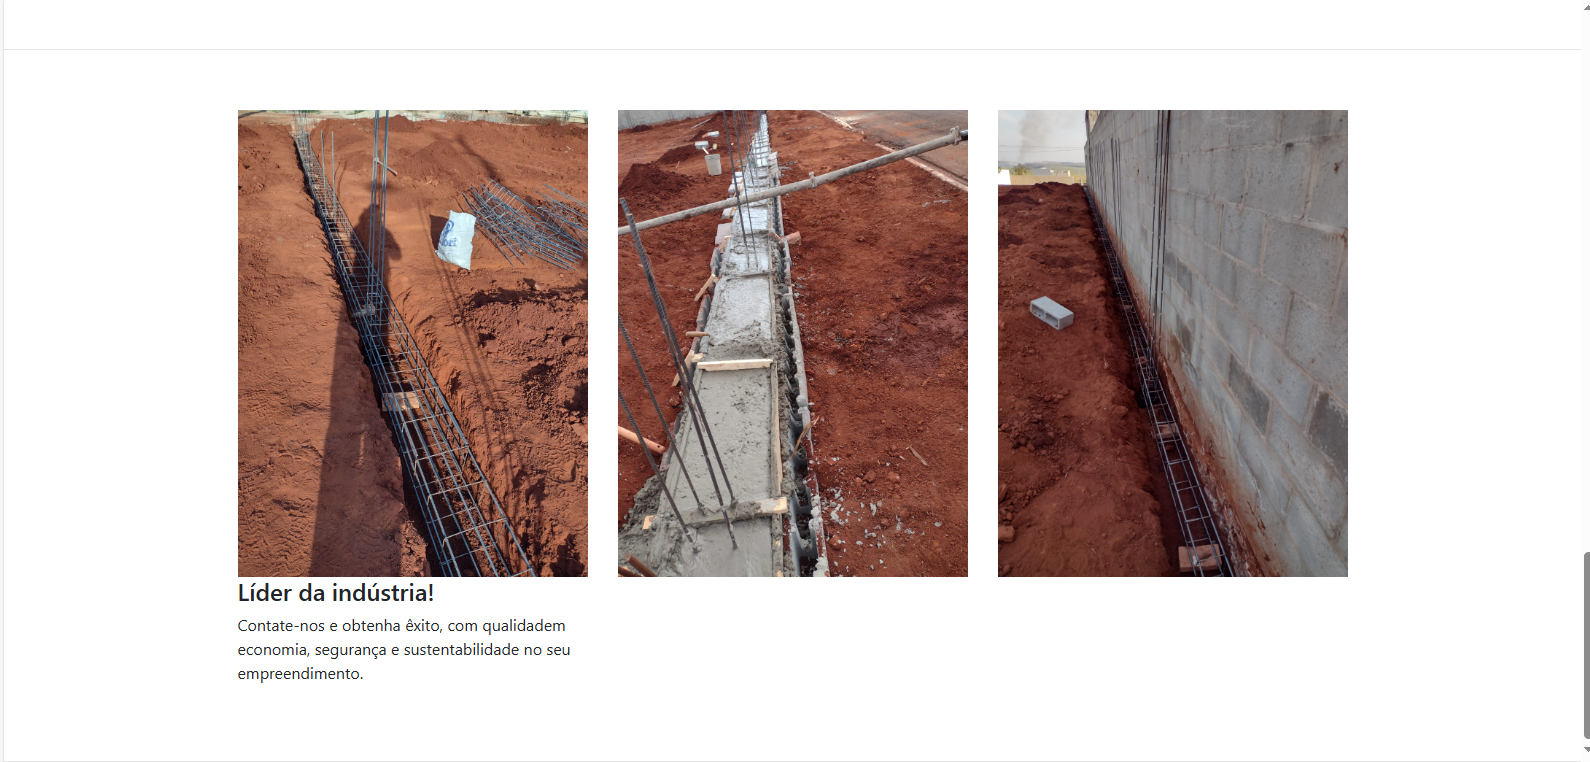 Líder da indústria!
Contate-nos e obtenha êxito, com qualidadem
economia, segurança e sustentabilidade no seu
empreendimento.